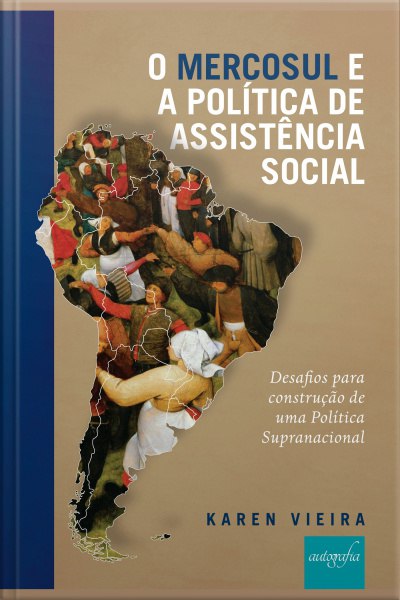 O MERCOSUL E
A POLÍTICA DE
ASSISTÊNCIA
SOCIAL
Desafios para
construção de
uma Política
Supranacional
KAREN VIEIRA
autografia